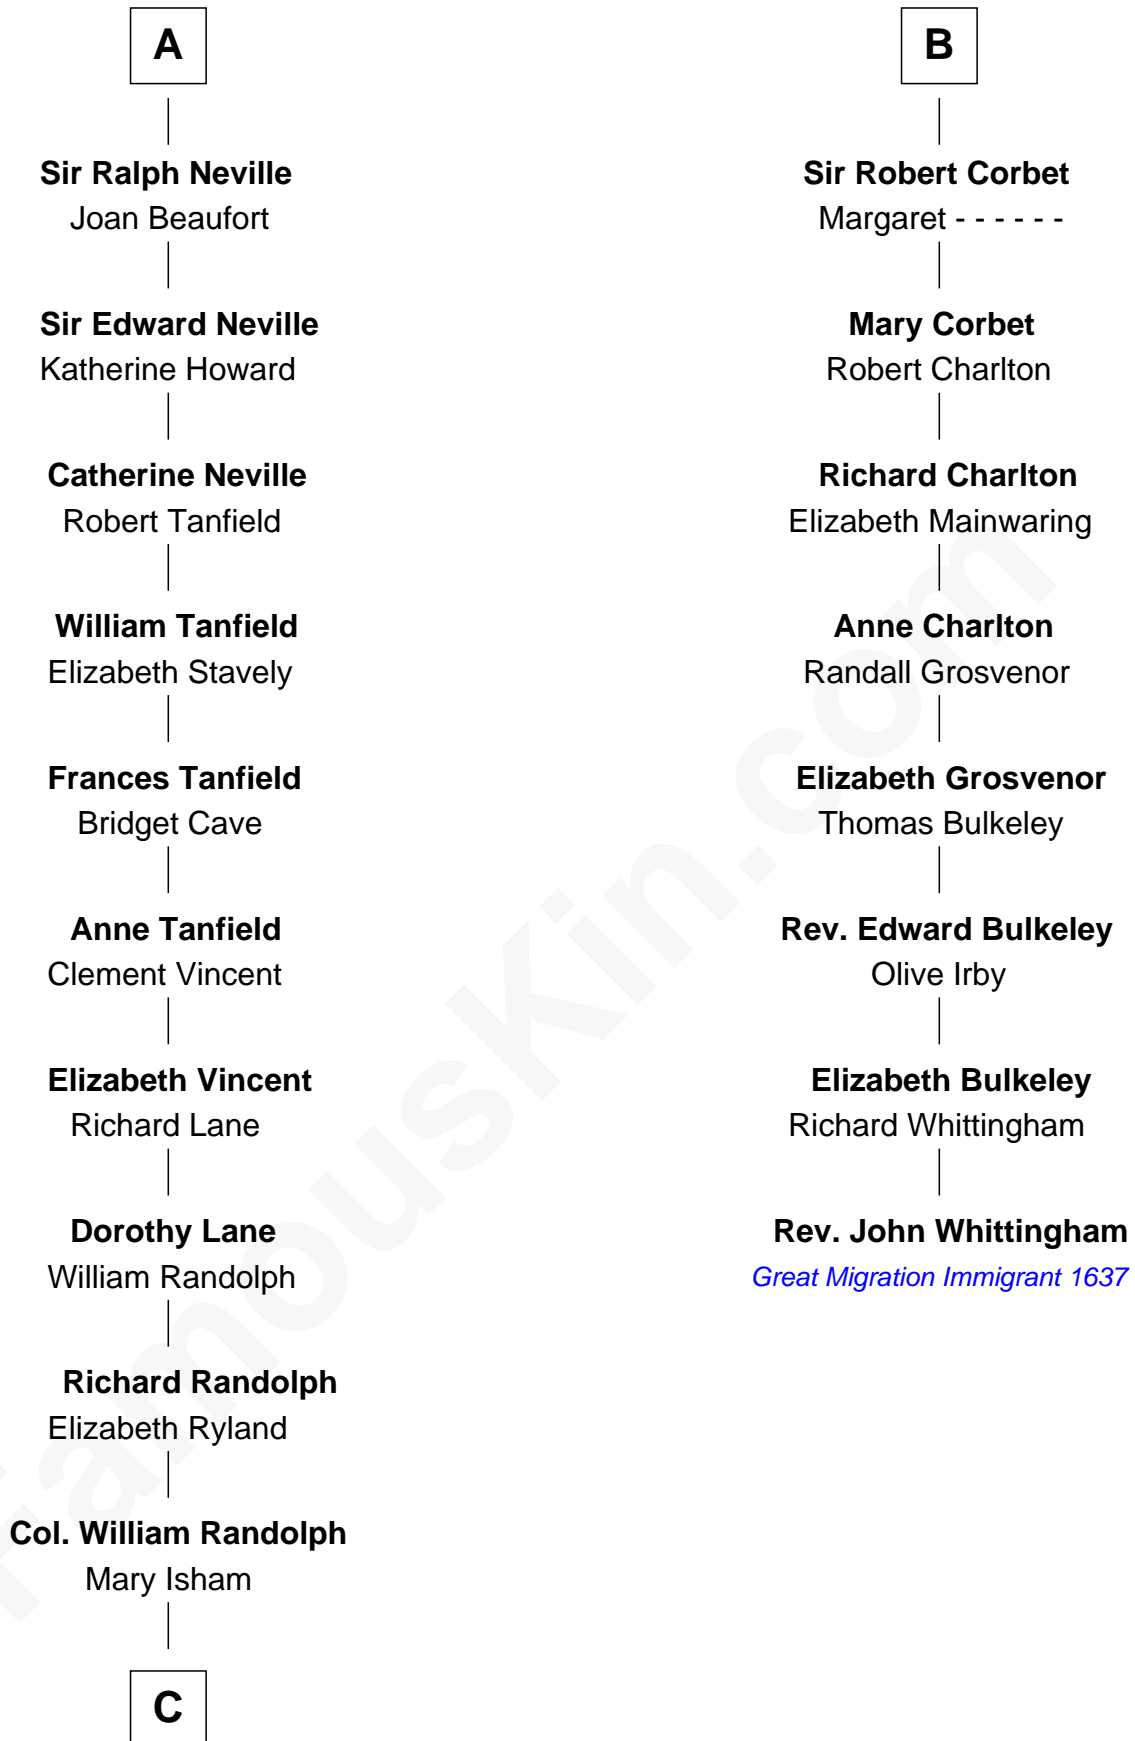 A
Sir Ralph Neville
Joan Beaufort
Sir Edward Neville
Katherine Howard
Catherine Neville
Robert Tanfield
William Tanfield
Elizabeth Stavely
Frances Tanfield
Bridget Cave
Anne Tanfield
Clement Vincent
Elizabeth Vincent
Richard Lane
Dorothy Lane
William Randolph
Richard Randolph
Elizabeth Ryland
Col. William Randolph
Mary Isham
C
B
Sir Robert Corbet
Margaret - - - - - -
Mary Corbet
Robert Charlton
Richard Charlton
Elizabeth Mainwaring
Anne Charlton
Randall Grosvenor
Elizabeth Grosvenor
Thomas Bulkeley
Rev. Edward Bulkeley
Olive Irby
Elizabeth Bulkeley
Richard Whittingham
Rev. John Whittingham
Great Migration Immigrant 1637
FamousKin.com